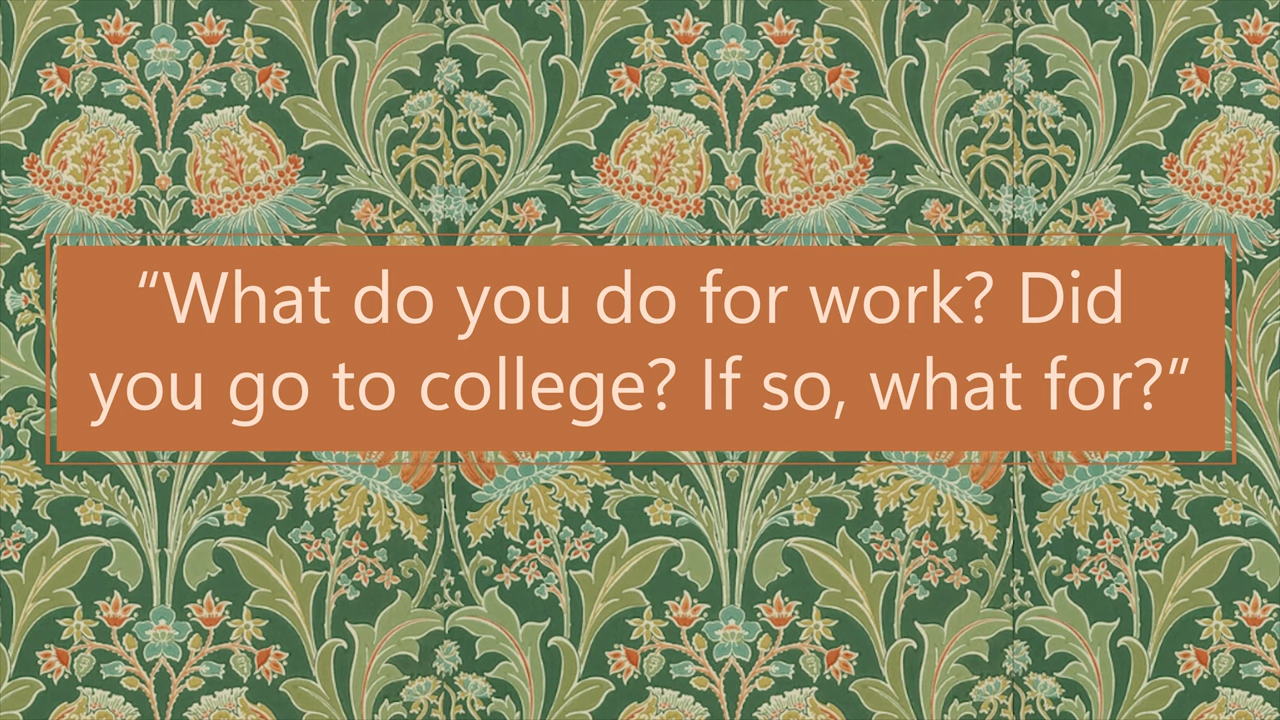 “What do you do for work? Did
you go to college? If so, what for?”